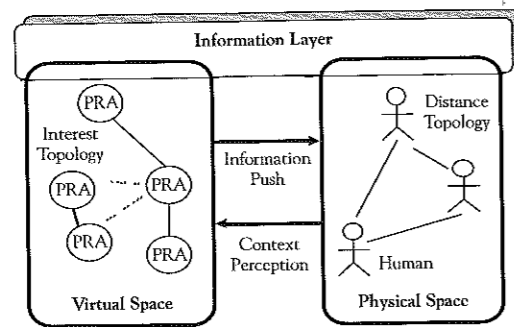 Information Layer
PRA
Interest
Topology
PRA
PRA
PRA
PRA
Virtual Space
Information
Push
Context
Perception
Distance
Topology
Human
Physical Space